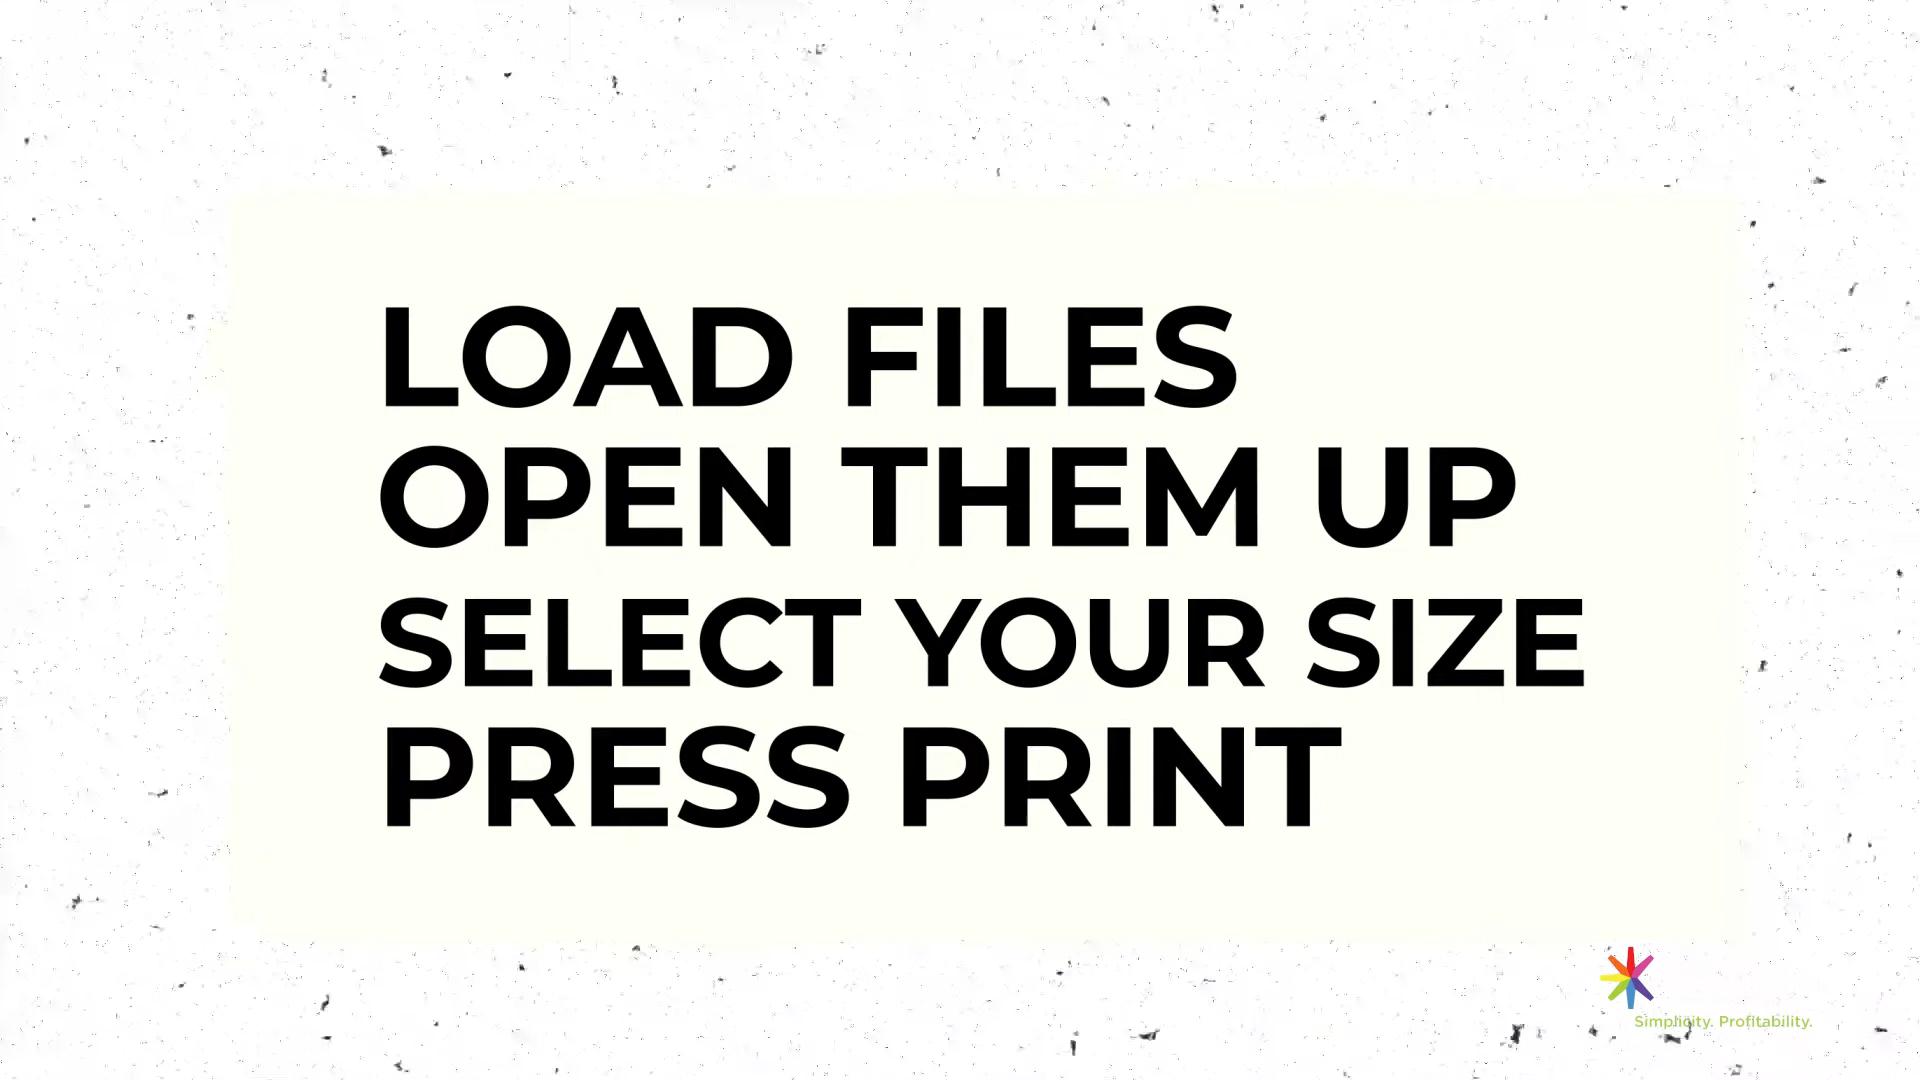 LOAD FILES
OPEN THEM UP
SELECT YOUR SIZE
PRESS PRINT
Simplicity. Profitability.